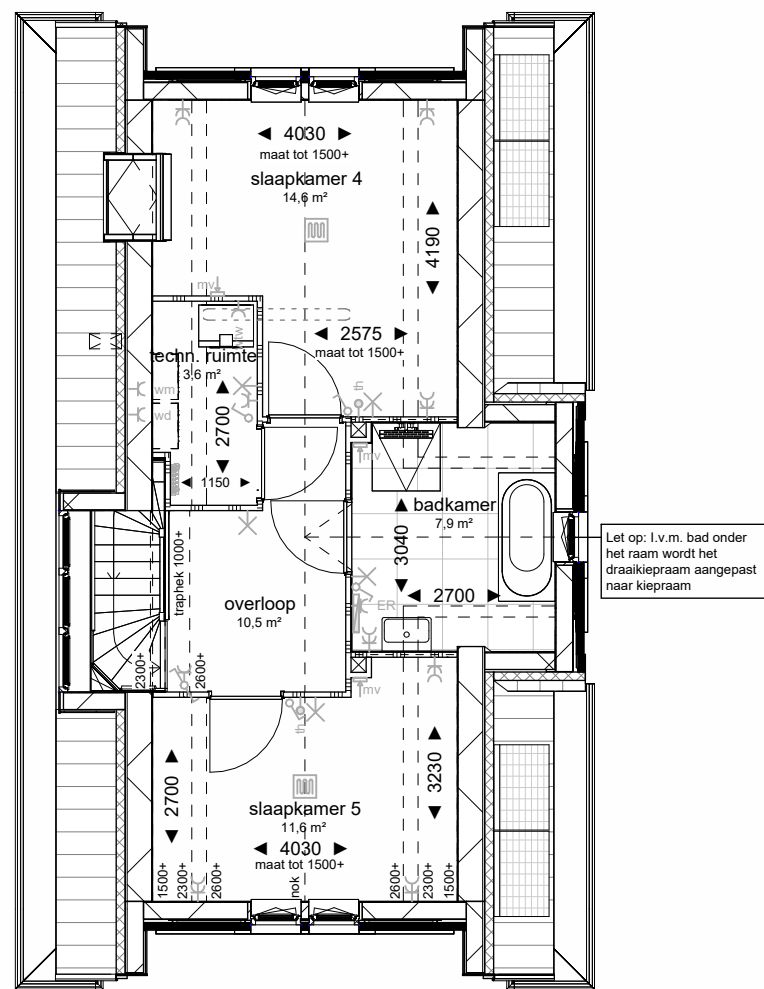 4030
maat tot 1500+
slaapkamer 4
14,6 m²
4190
mv
wtw
2575
maat tot 1500+
techn. ruimte
3,6 m²
wm
wd
2700
1150
th
mv
badkamer
7,9 m²
3040
2700
ER
Let op: I.v.m. bad onder
het raam wordt het
draaikiepraam aangepast
naar kiepraam
traphek 1000+
overloop
10,5 m²
2300+
2600+
mv
th
2700
3230
slaapkamer 5
11,6 m²
4030
maat tot 1500+
1500+
2300+
2600+
nok
2600+
2300+
1500+